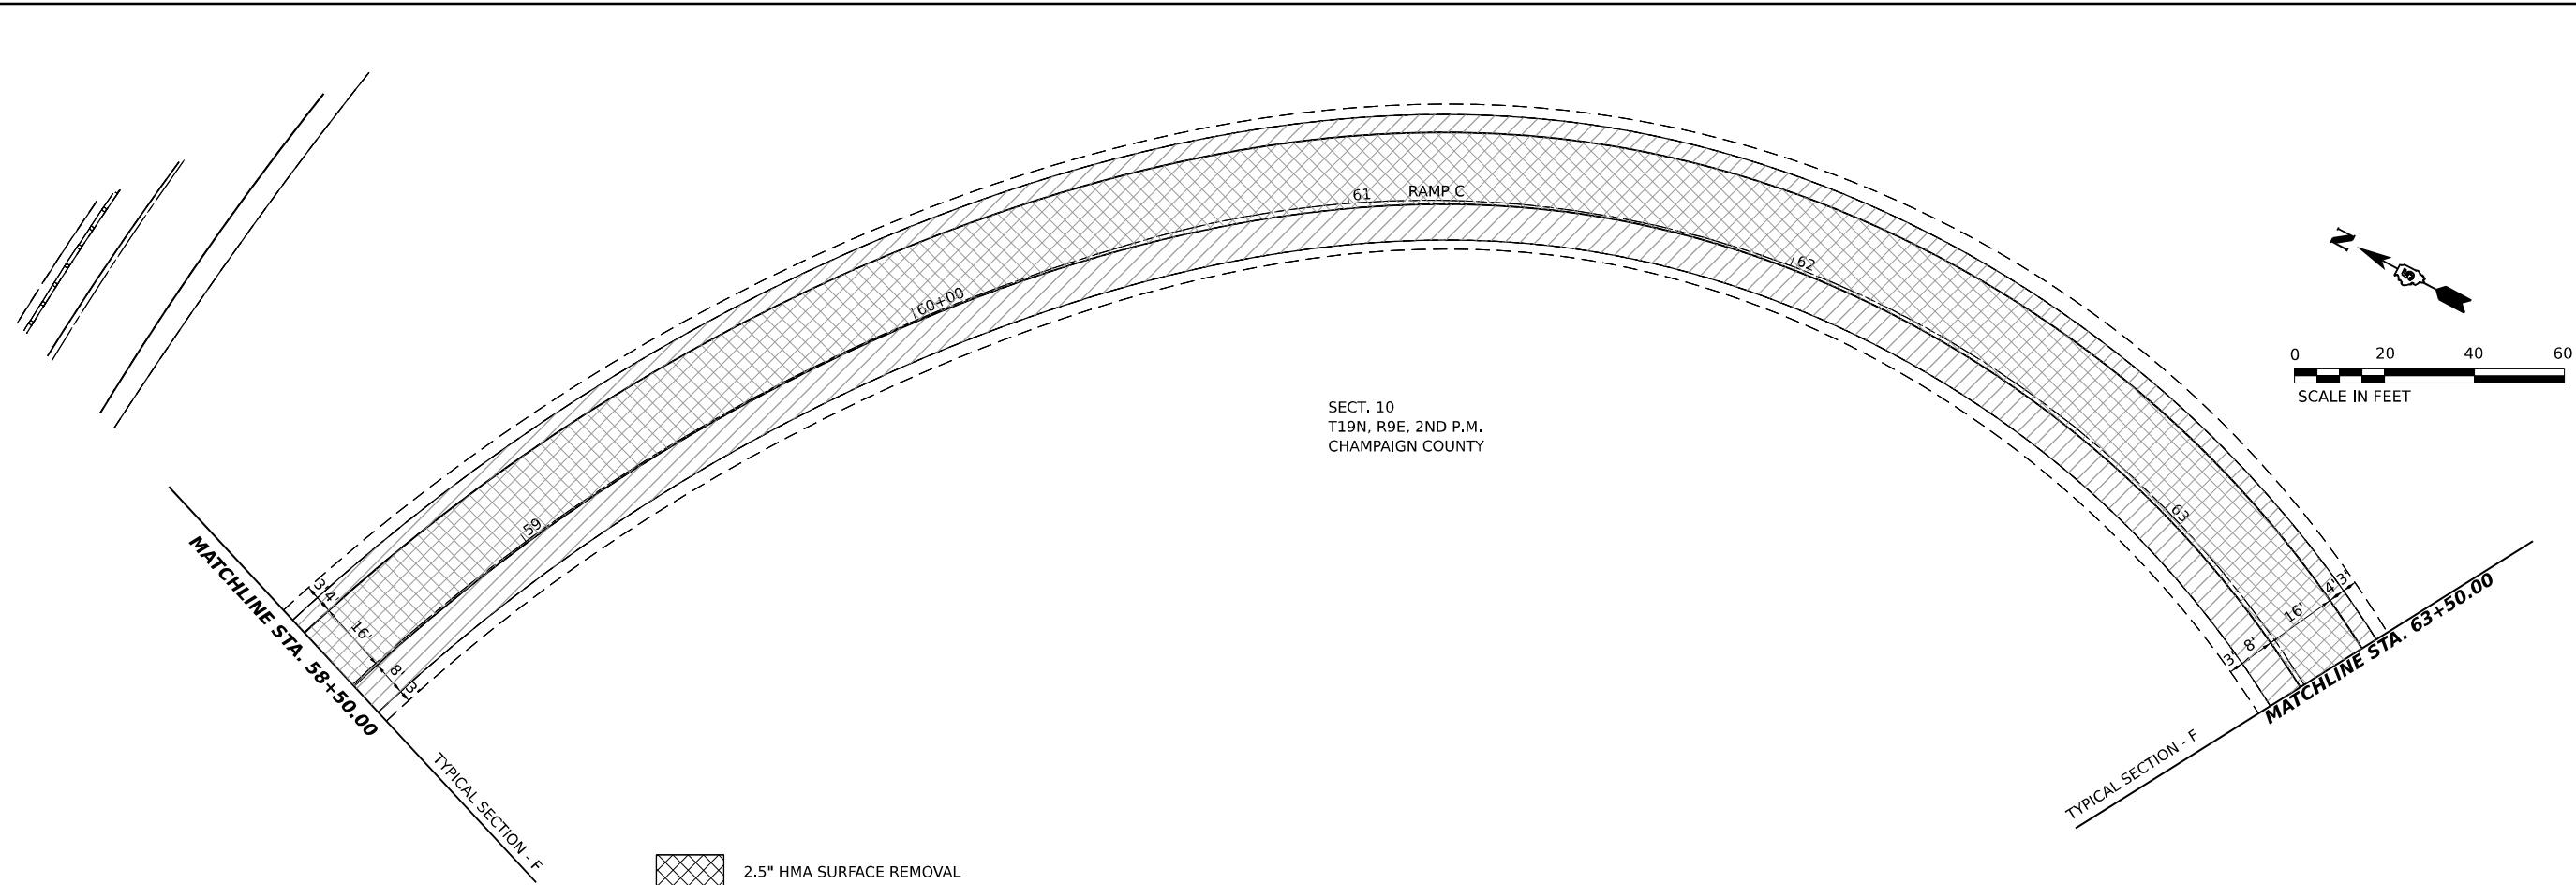 61
RAMP C
N
5
62
60+00
0 20 40 60
SCALE IN FEET
SECT. 10
T19N, R9E, 2ND P.M.
CHAMPAIGN COUNTY
59
63
MATCHLINE STA. 58+50.00
3'
4'
16'
8'
3'
3'
8'
16'
4'
3'
MATCHLINE STA. 63+50.00
TYPICAL SECTION - F
TYPICAL SECTION - F
2.5" HMA SURFACE REMOVAL